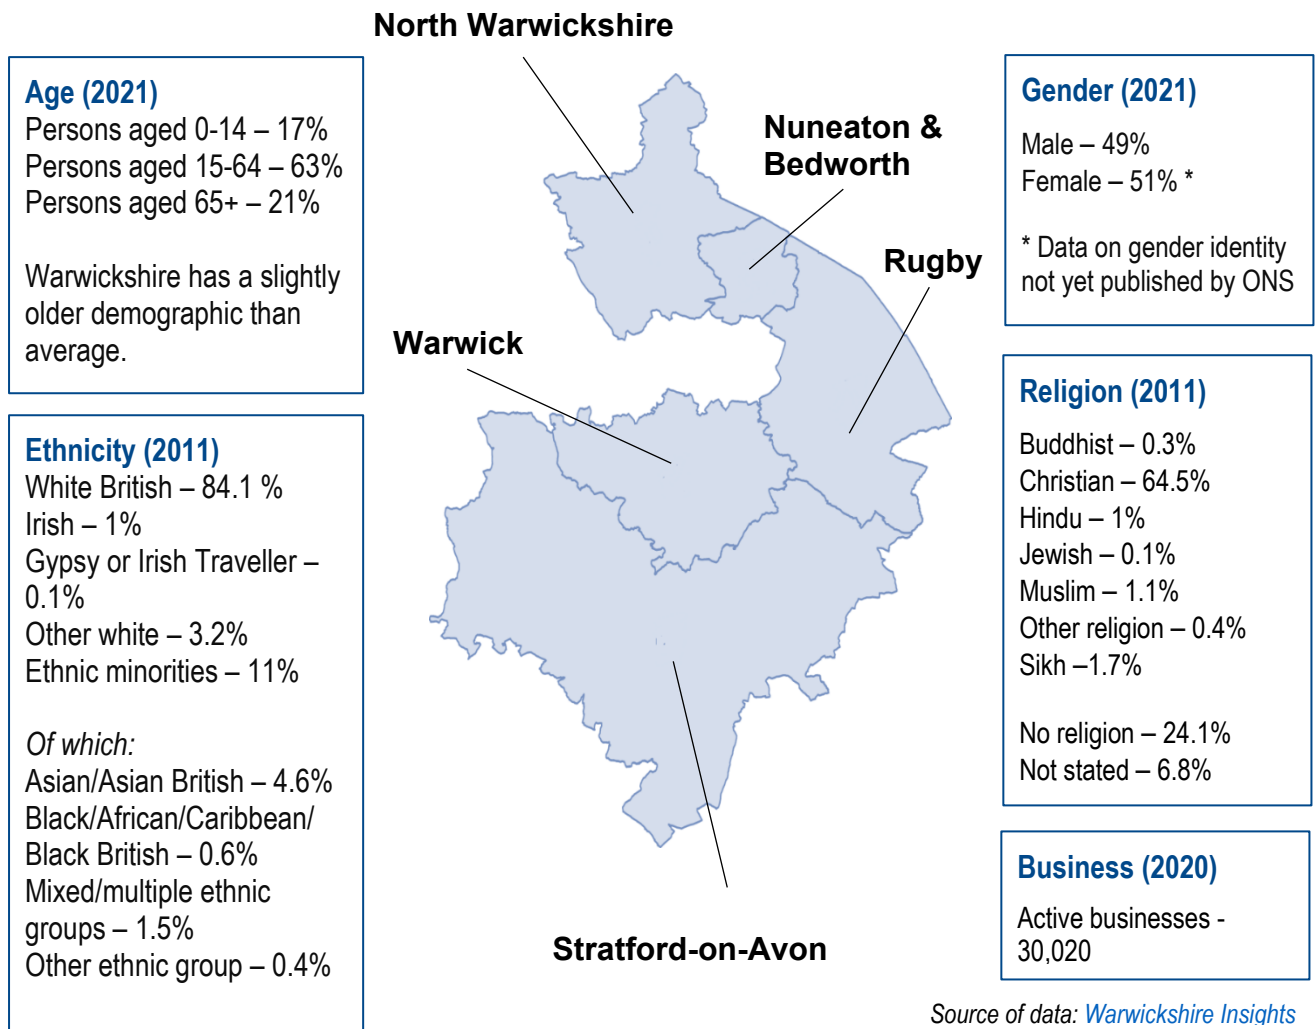 North Warwickshire
Age (2021)
Persons aged 0-14 – 17%
Persons aged 15-64 – 63%
Persons aged 65+ – 21%
Warwickshire has a slightly
older demographic than
average.
Nuneaton &
Bedworth
Rugby
Warwick
Stratford-on-Avon
Ethnicity (2011)
White British – 84.1 %
Irish – 1%
Gypsy or Irish Traveller –
0.1%
Other white – 3.2%
Ethnic minorities – 11%
Of which:
Asian/Asian British – 4.6%
Black/African/Caribbean/
Black British – 0.6%
Mixed/multiple ethnic
groups – 1.5%
Other ethnic group – 0.4%
Gender (2021)
Male – 49%
Female – 51% *
* Data on gender identity
not yet published by ONS
Religion (2011)
Buddhist – 0.3%
Christian – 64.5%
Hindu – 1%
Jewish – 0.1%
Muslim – 1.1%
Other religion – 0.4%
Sikh –1.7%
No religion – 24.1%
Not stated – 6.8%
Business (2020)
Active businesses -
30,020
Source of data: Warwickshire Insights